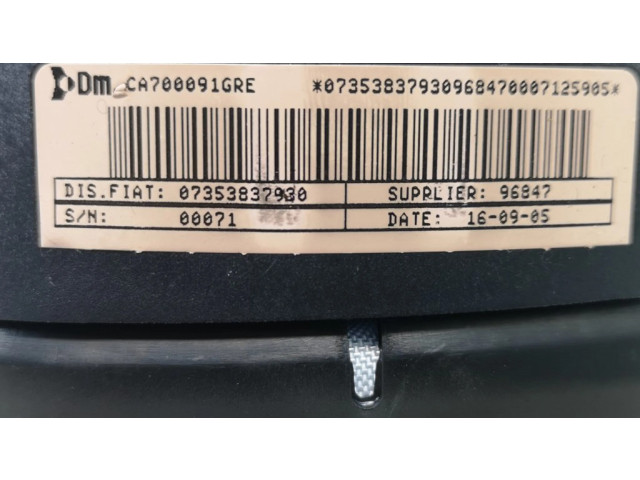 Dm CA700091GRE *07353837930968470007125905*
DIS.FIAT: 07353837930 SUPPLIER: 96847
S/N: 00071 DATE: 16-09-05